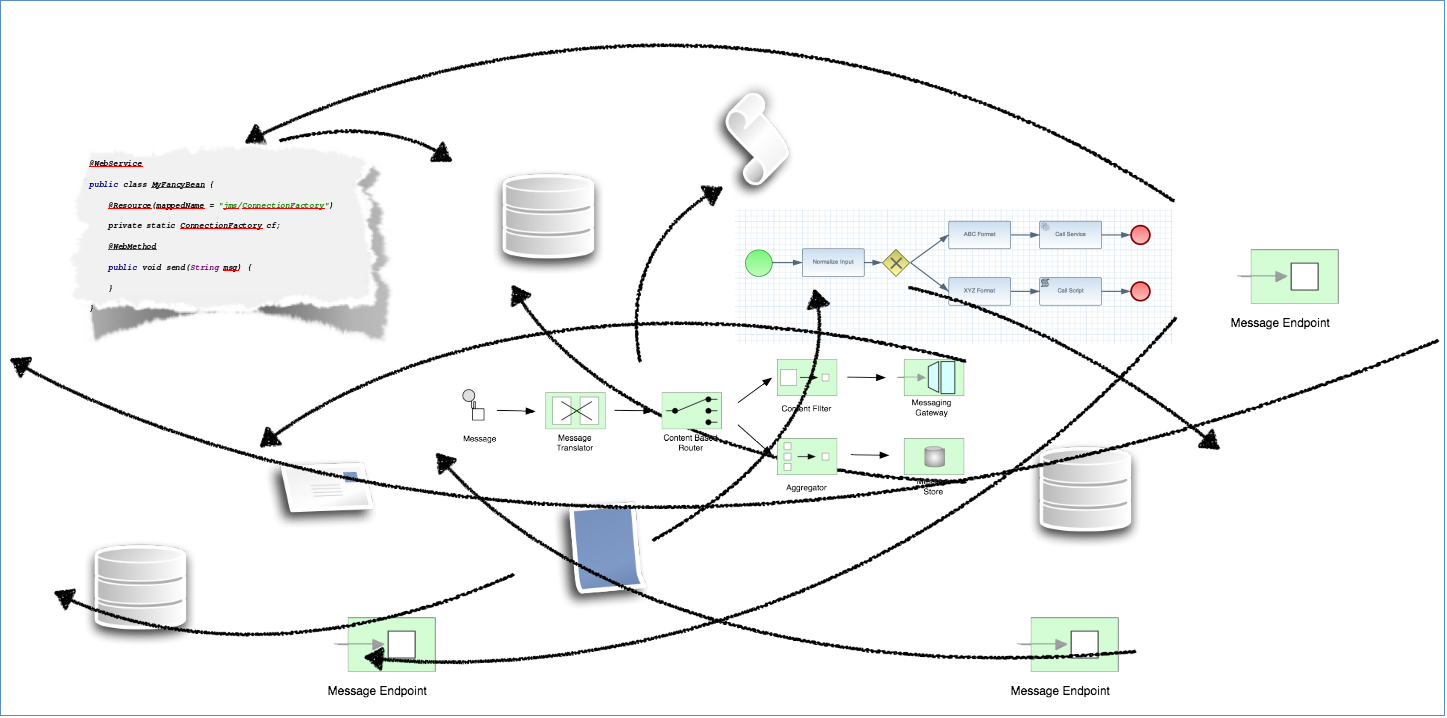 @WebService
public class MyFancyBean {
@Resource(mappedName = "jms/ConnectionFactory")
private static ConnectionFactory cf;
@WebMethod
public void send(String msg) {
}
}
ABC Format
Call Service
Normalize Input
XYZ Format
Call Script
Message Endpoint
Message
Message
Translator
Content Based
Router
Content Filter
Messaging
Gateway
Aggregator
Store
Message Endpoint
Message Endpoint